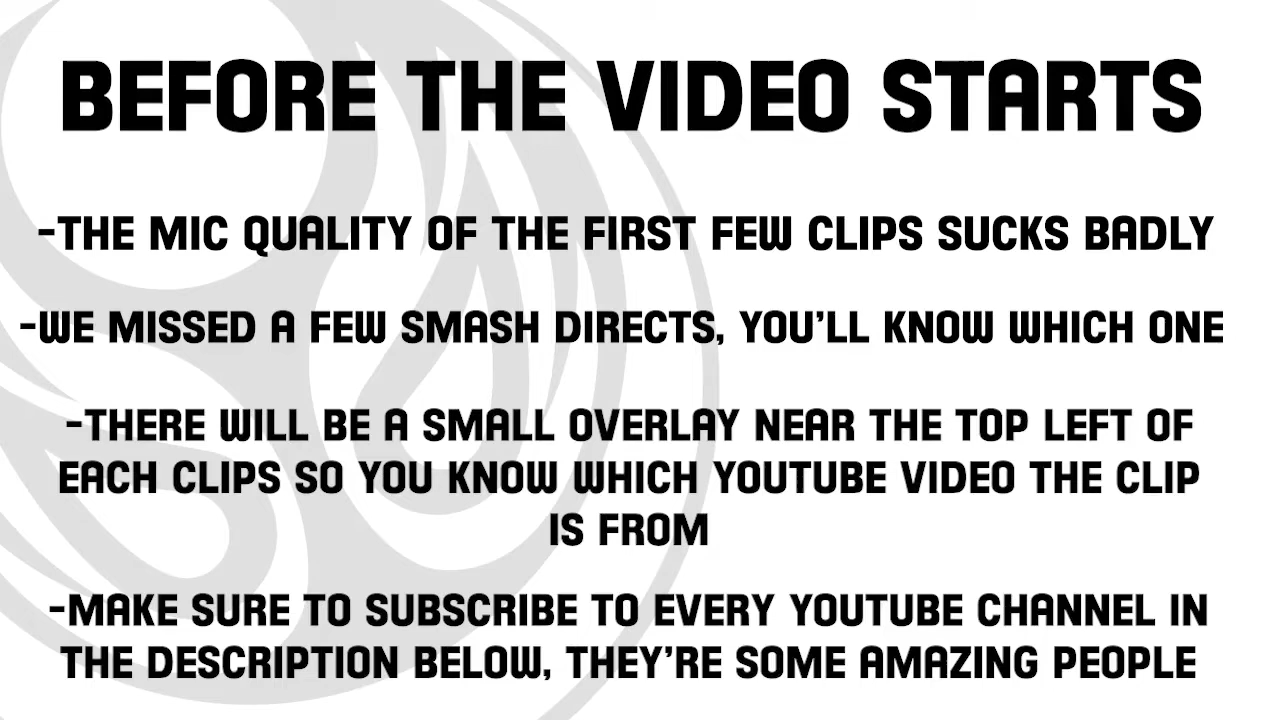 BEFORE THE VIDEO STARTS
-THE MIC QUALITY OF THE FIRST FEW CLIPS SUCKS BADLY
-WE MISSED A FEW SMASH DIRECTS, YOU'LL KNOW WHICH ONE
-THERE WILL BE A SMALL OVERLAY NEAR THE TOP LEFT OF
EACH CLIPS SO YOU KNOW WHICH YOUTUBE VIDEO THE CLIP
IS FROM
-MAKE SURE TO SUBSCRIBE TO EVERY YOUTUBE CHANNEL IN
THE DESCRIPTION BELOW, THEY'RE SOME AMAZING PEOPLE